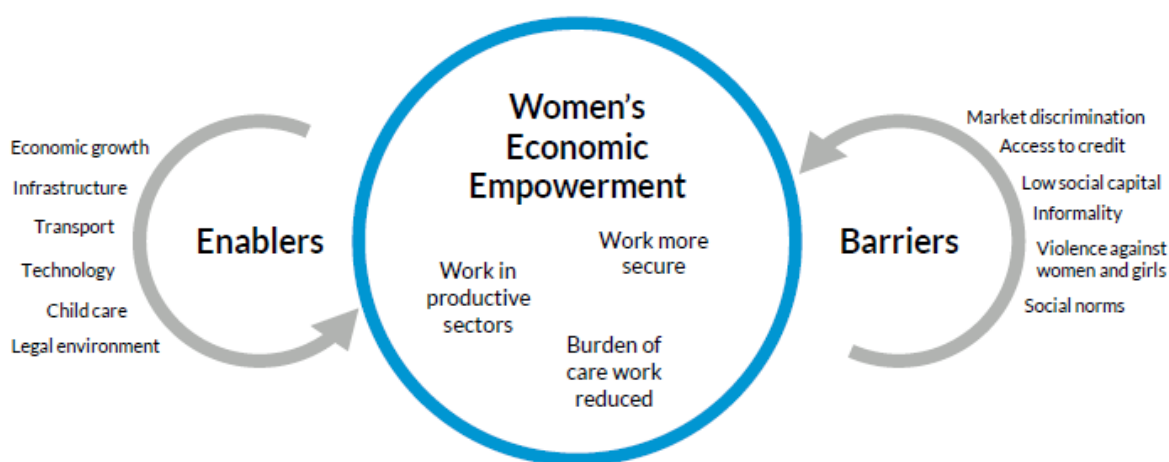 Women's
Economic
Empowerment
Work more
secure
Work in
productive
sectors
Burden of
care work
reduced
Enablers
Economic growth
Infrastructure
Transport
Technology
Child care
Legal environment
Barriers
Market discrimination
Access to credit
Low social capital
Informality
Violence against
women and girls
Social norms